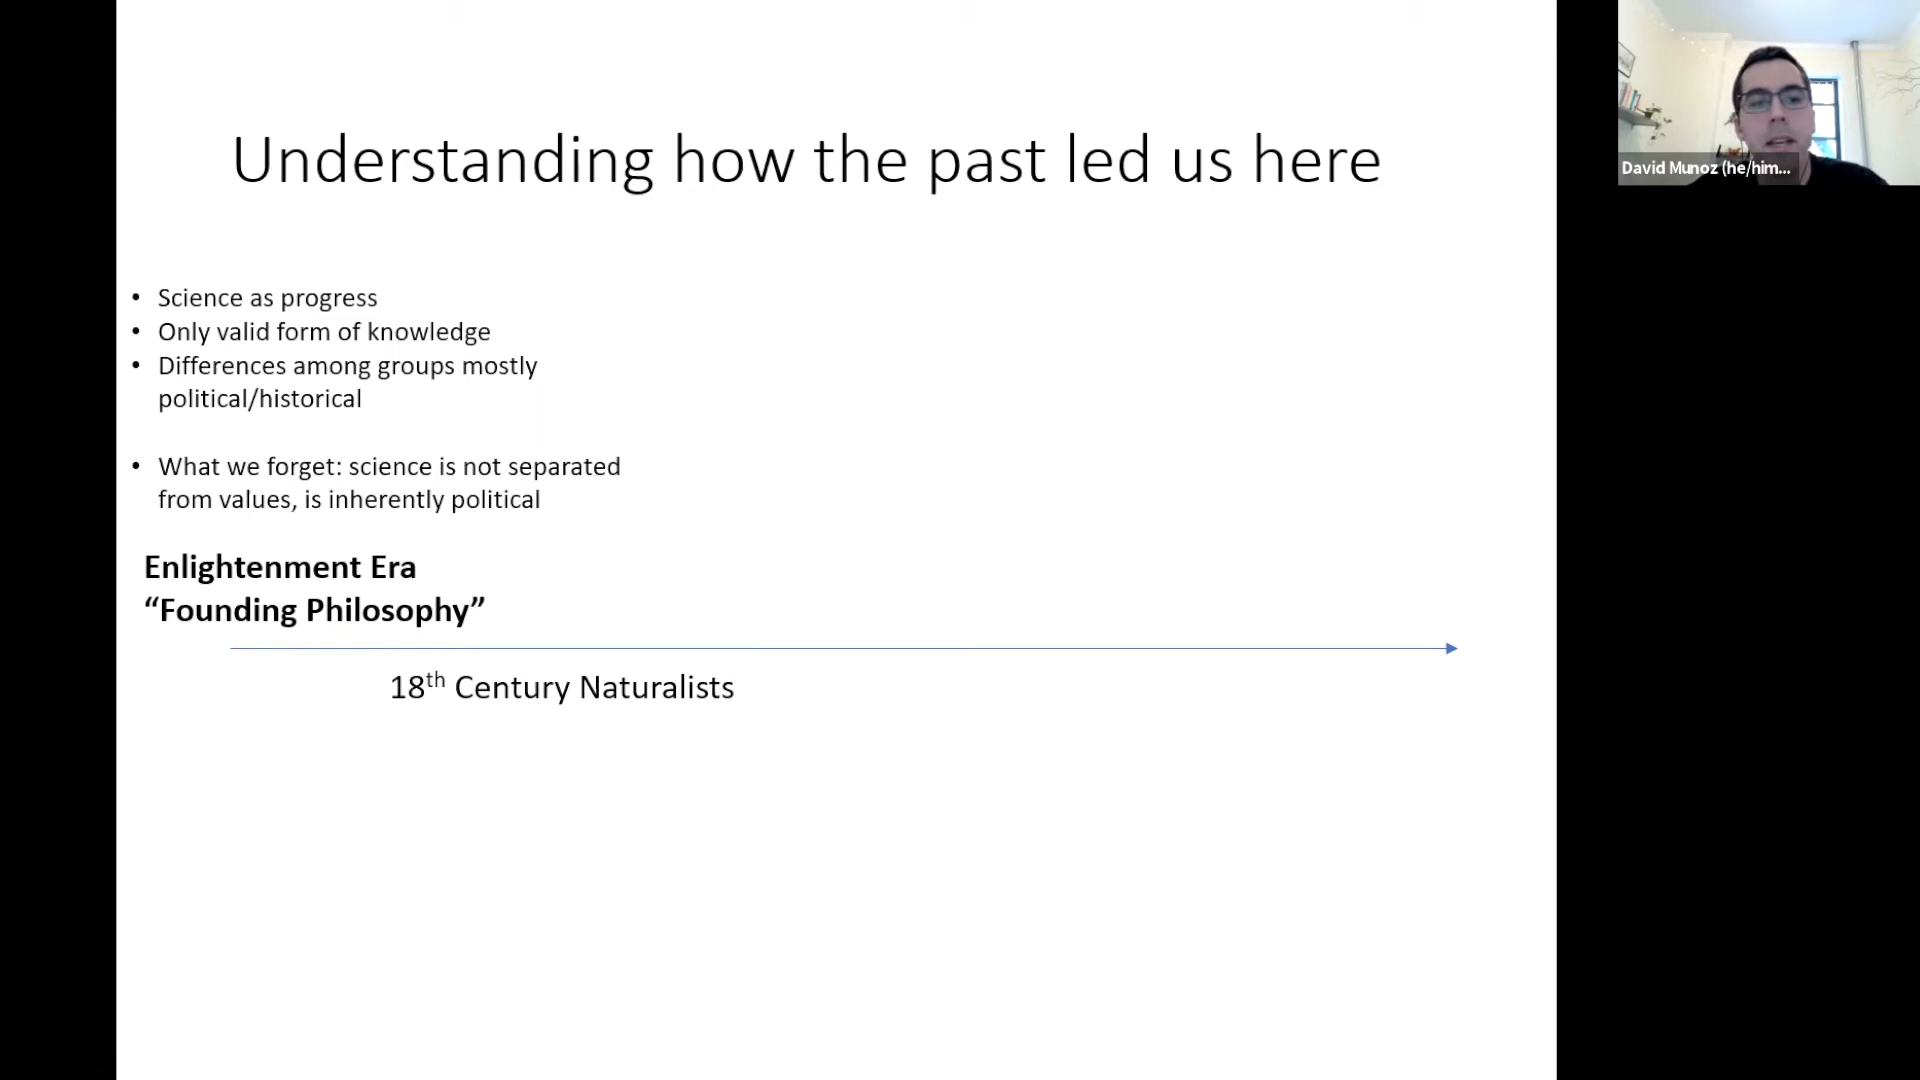 Understanding how the past led us here
• Science as progress
• Only valid form of knowledge
• Differences among groups mostly
political/historical
• What we forget: science is not separated
from values, is inherently political
Enlightenment Era
“Founding Philosophy”
18th Century Naturalists
David Munoz (he/him...